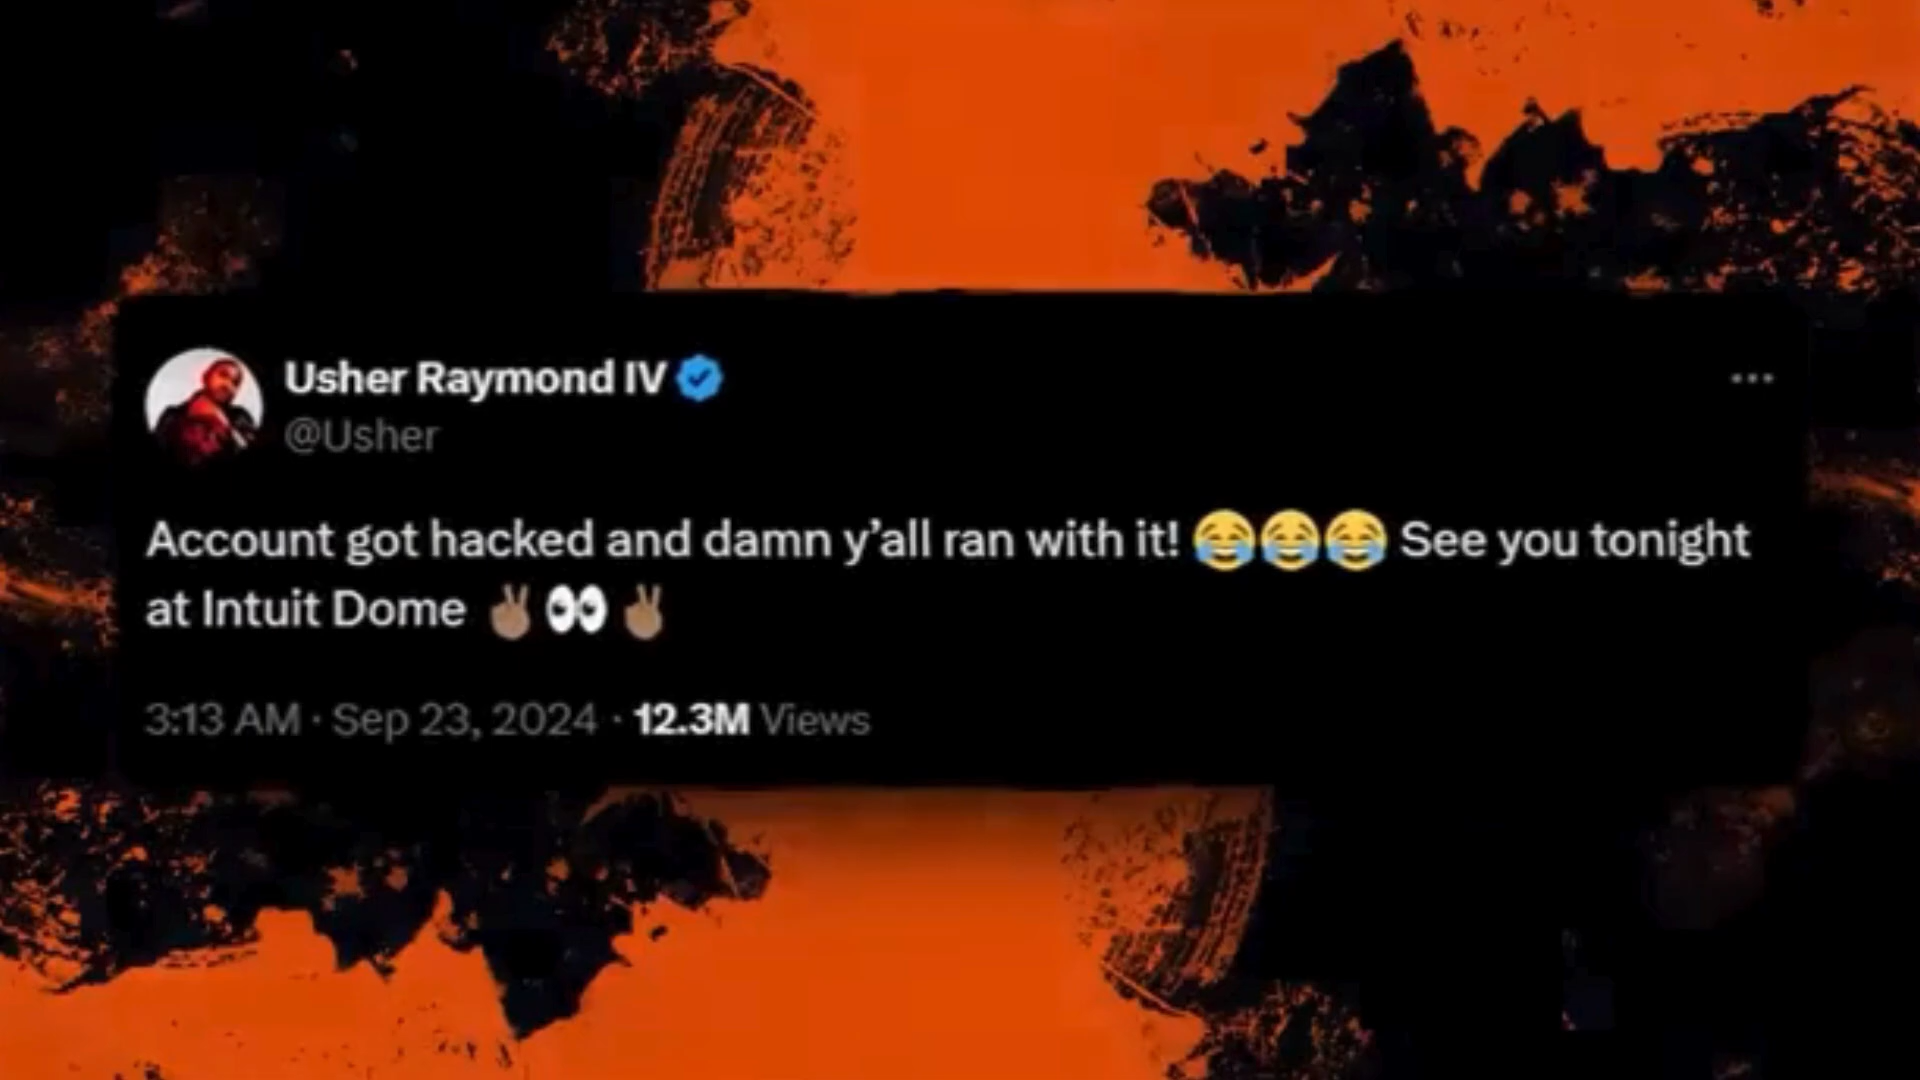 Usher Raymond IV
@Usher
Account got hacked and damn y’all ran with it! 😂😂😂 See you tonight
at Intuit Dome ✌🏽👀✌🏽
3:13 AM · Sep 23, 2024 · 12.3M Views